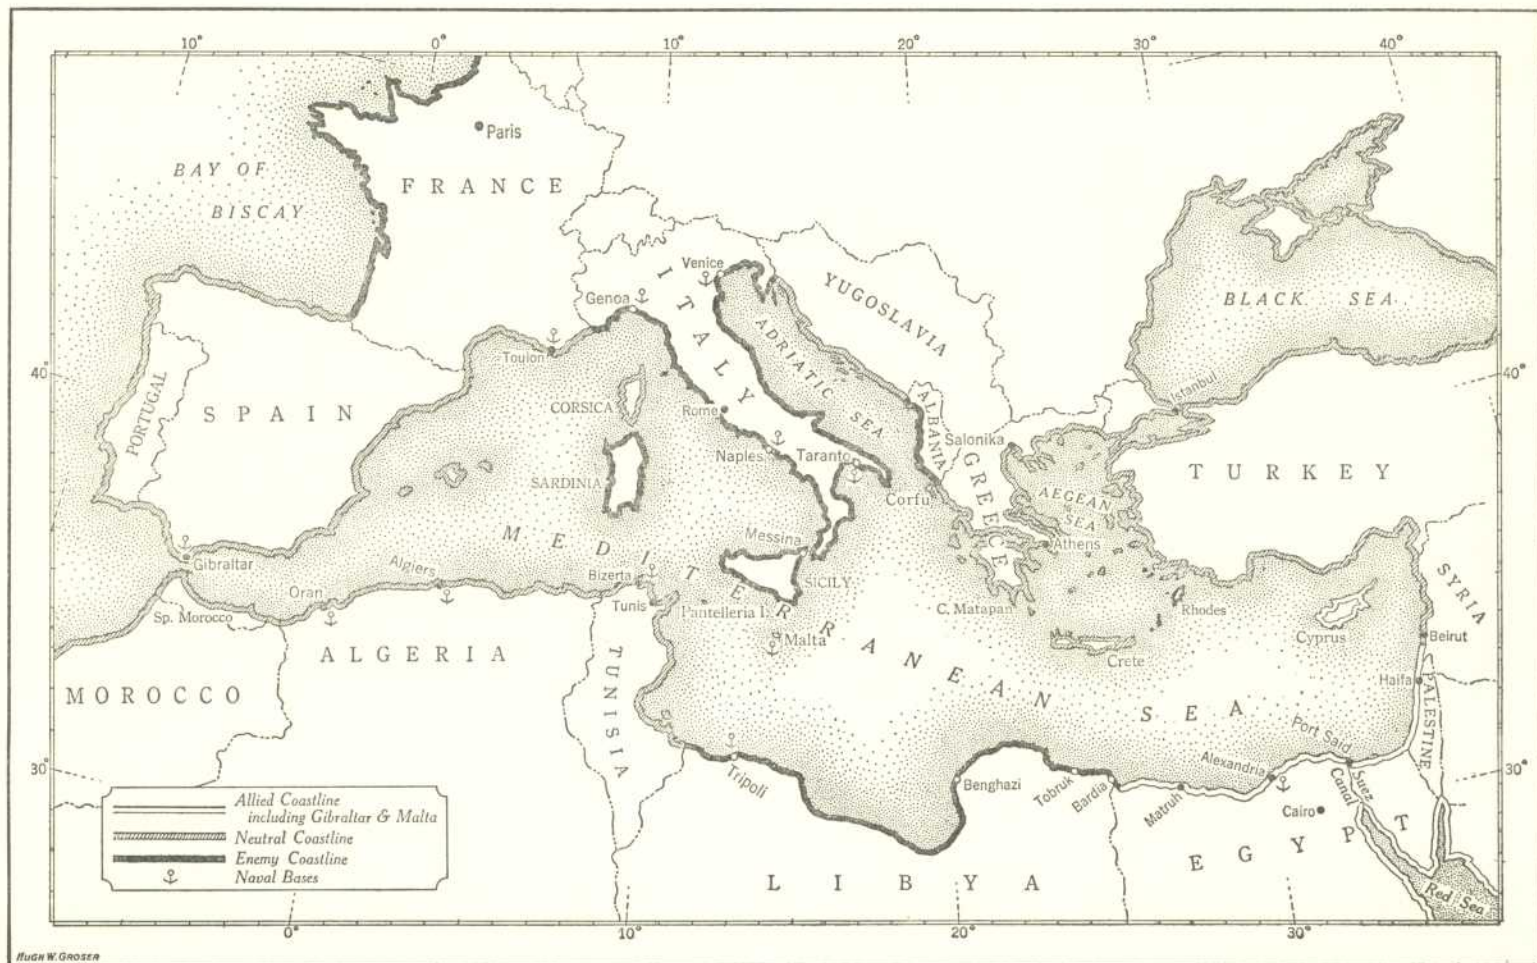 10° 0° 10° 20° 30° 40°
Paris
BAY OF
BISCAY
FRANCE
Venice
Genoa
ITALY
YUGOSLAVIA
BLACK SEA
ADRIATIC SEA
Toulon
40°
40°
PORTUGAL
SPAIN
CORSICA
Rome
ALBANIA
Istanbul
Salonika
Naples
Taranto
GREECE
TURKEY
SARDINIA
Corfu
AEGEAN
SEA
Athens
MEDITERRANEAN SEA
Messina
Gibraltar
Algiers
Bizerta
SICILY
SYRIA
Oran
Tunis
Pantelleria I.
C. Matapan
Rhodes
Sp. Morocco
Cyprus
Beirut
Malta
ALGERIA
Crete
Haifa
MOROCCO
TUNISIA
PALESTINE
Port Said
Alexandria
30°
30°
Tripoli
Benghazi
Tobruk
Bardia
Matruh
Suez
Canal
Cairo
EGYPT
LIBYA
Red Sea
Allied Coastline
including Gibraltar & Malta
Neutral Coastline
Enemy Coastline
Naval Bases
0° 10° 20° 30°
HUGH W. GROSER